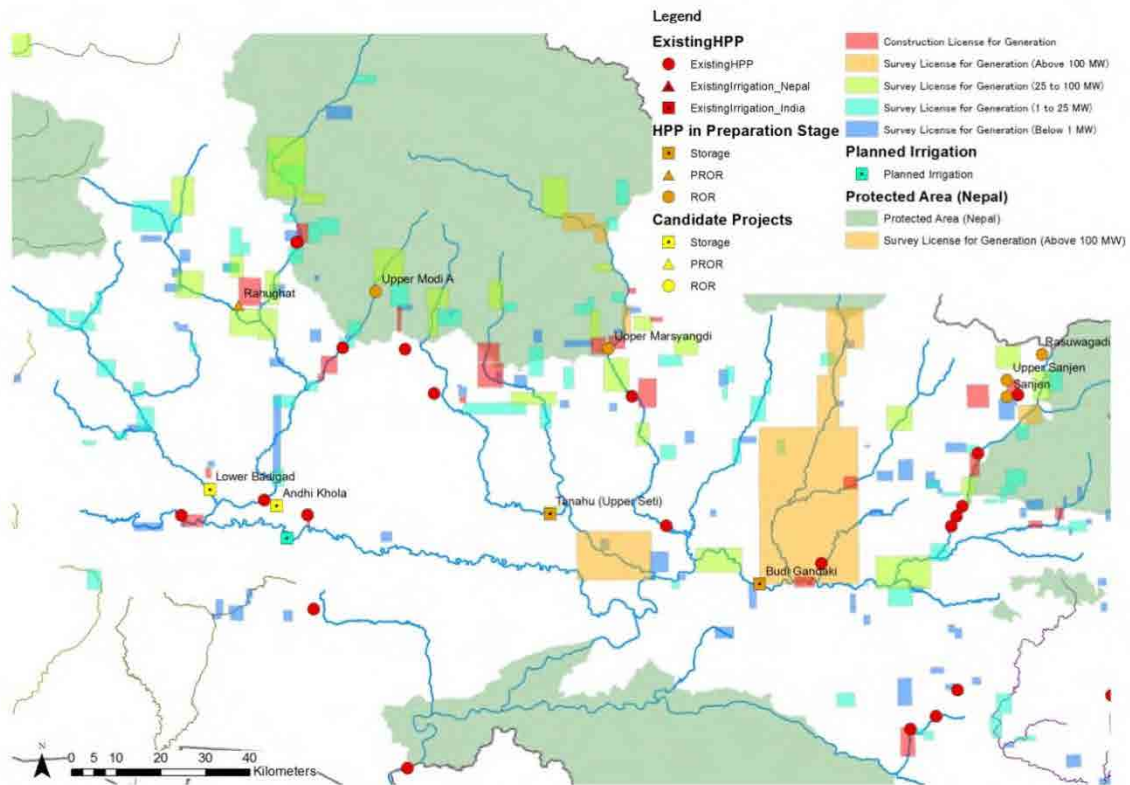 Legend
ExistingHPP
ExistingHPP
ExistingIrrigation_Nepal
ExistingIrrigation_India
HPP in Preparation Stage
Storage
PROR
ROR
Candidate Projects
Storage
PROR
ROR
Construction License for Generation
Survey License for Generation (Above 100 MW)
Survey License for Generation (25 to 100 MW)
Survey License for Generation (1 to 25 MW)
Survey License for Generation (Below 1 MW)
Planned Irrigation
Planned Irrigation
Protected Area (Nepal)
Protected Area (Nepal)
Survey License for Generation (Above 100 MW)
Upper Modi A
Rahughat
Upper Marsyangdi
Rasuwagadi
Upper Sanjen
Sanjen
Lower Badigad
Andhi Khola
Tanahu (Upper Seti)
Budi Gandaki
N
0 5 10 20 30 40
Kilometers